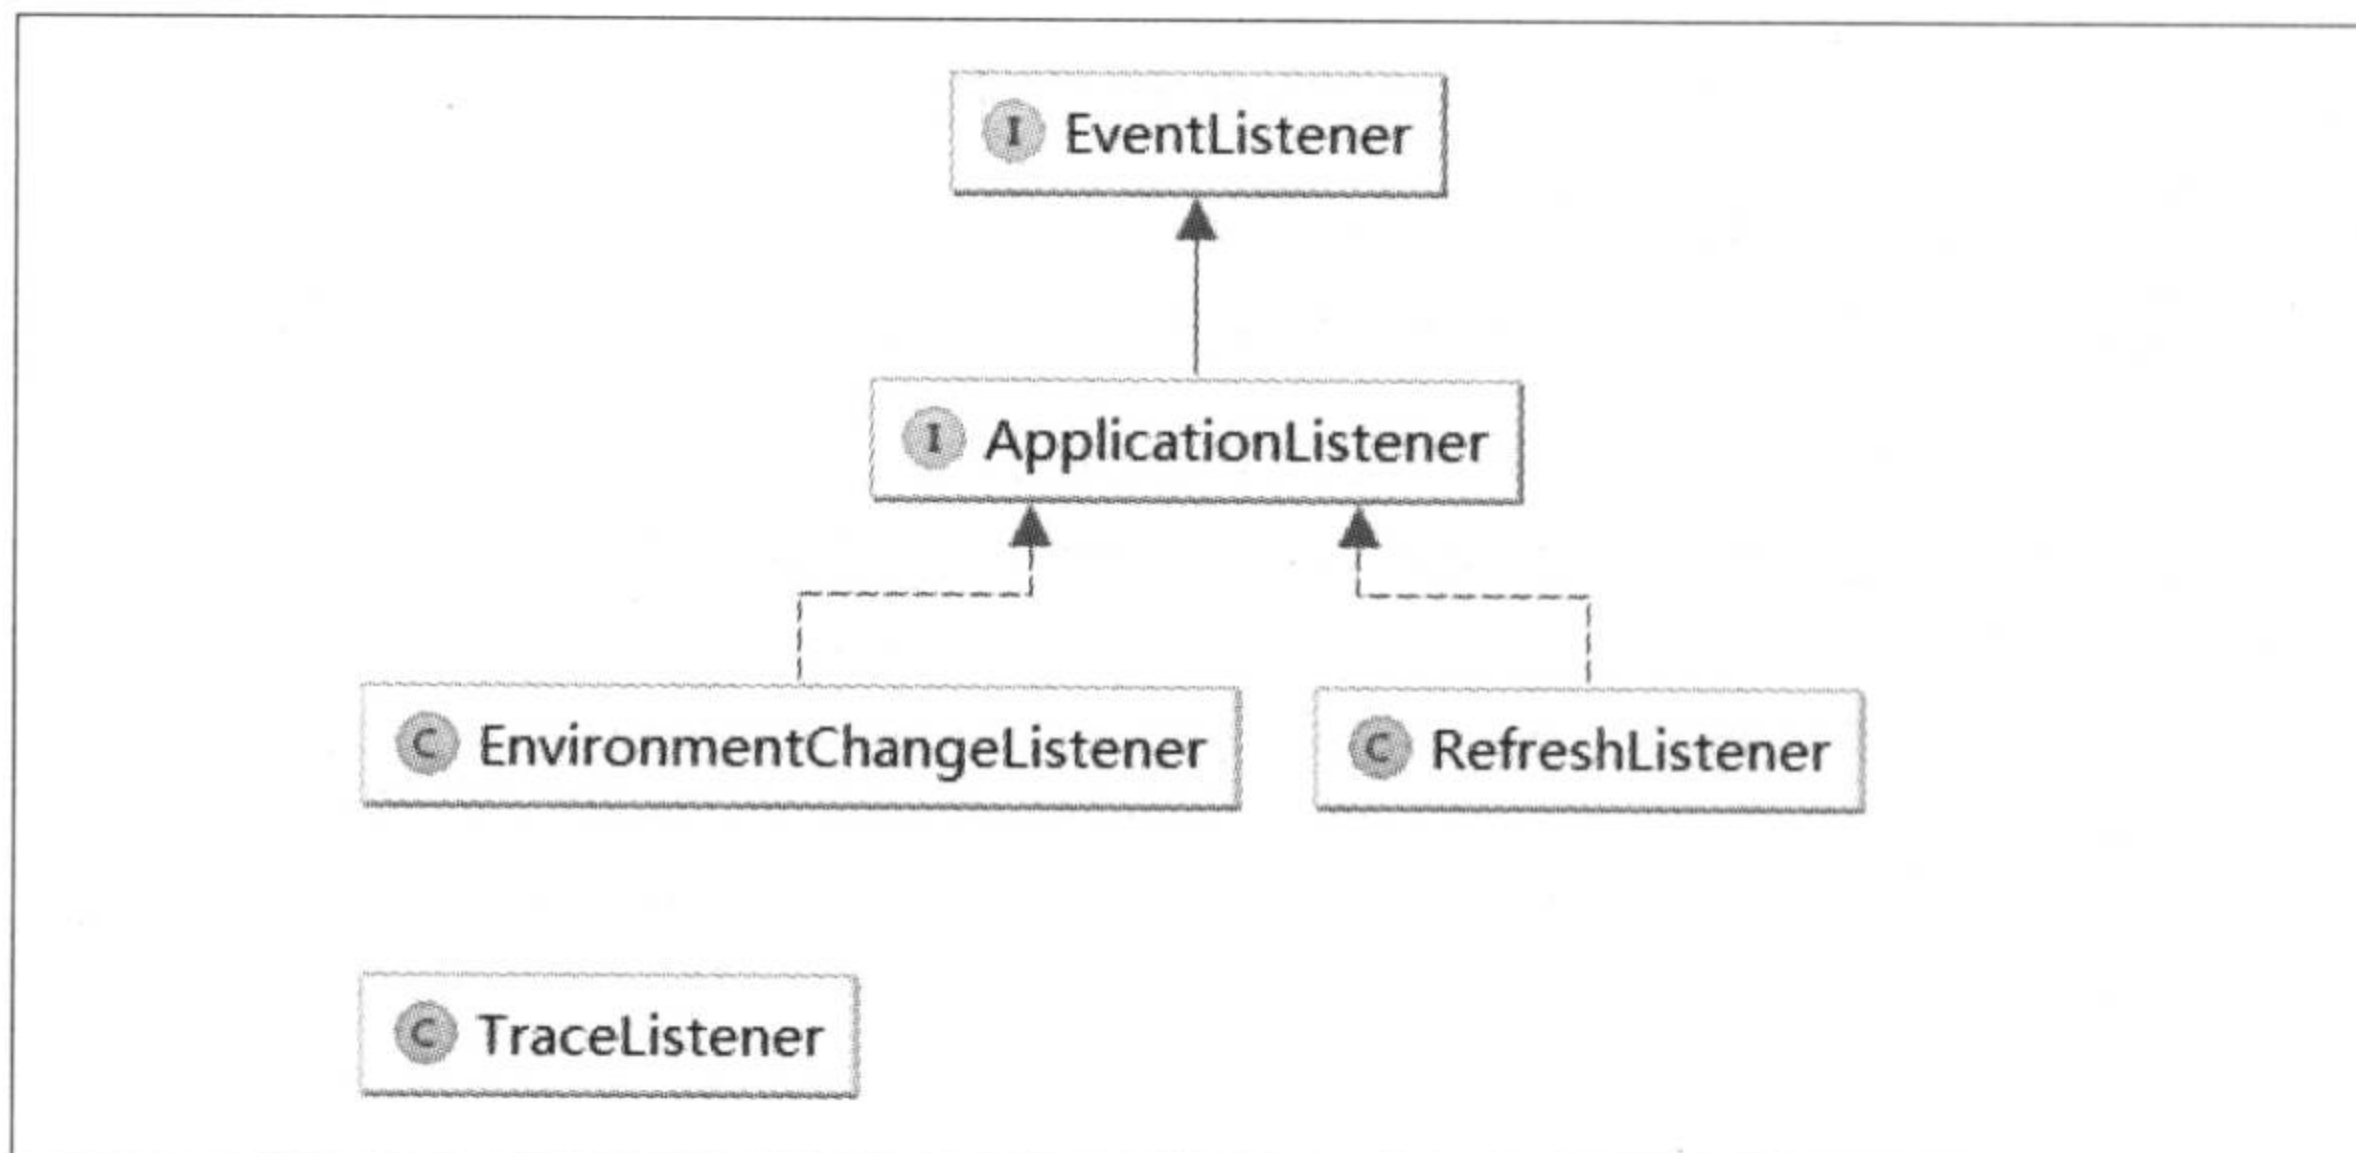 I EventListener
I ApplicationListener
C EnvironmentChangeListener
C RefreshListener
C TraceListener